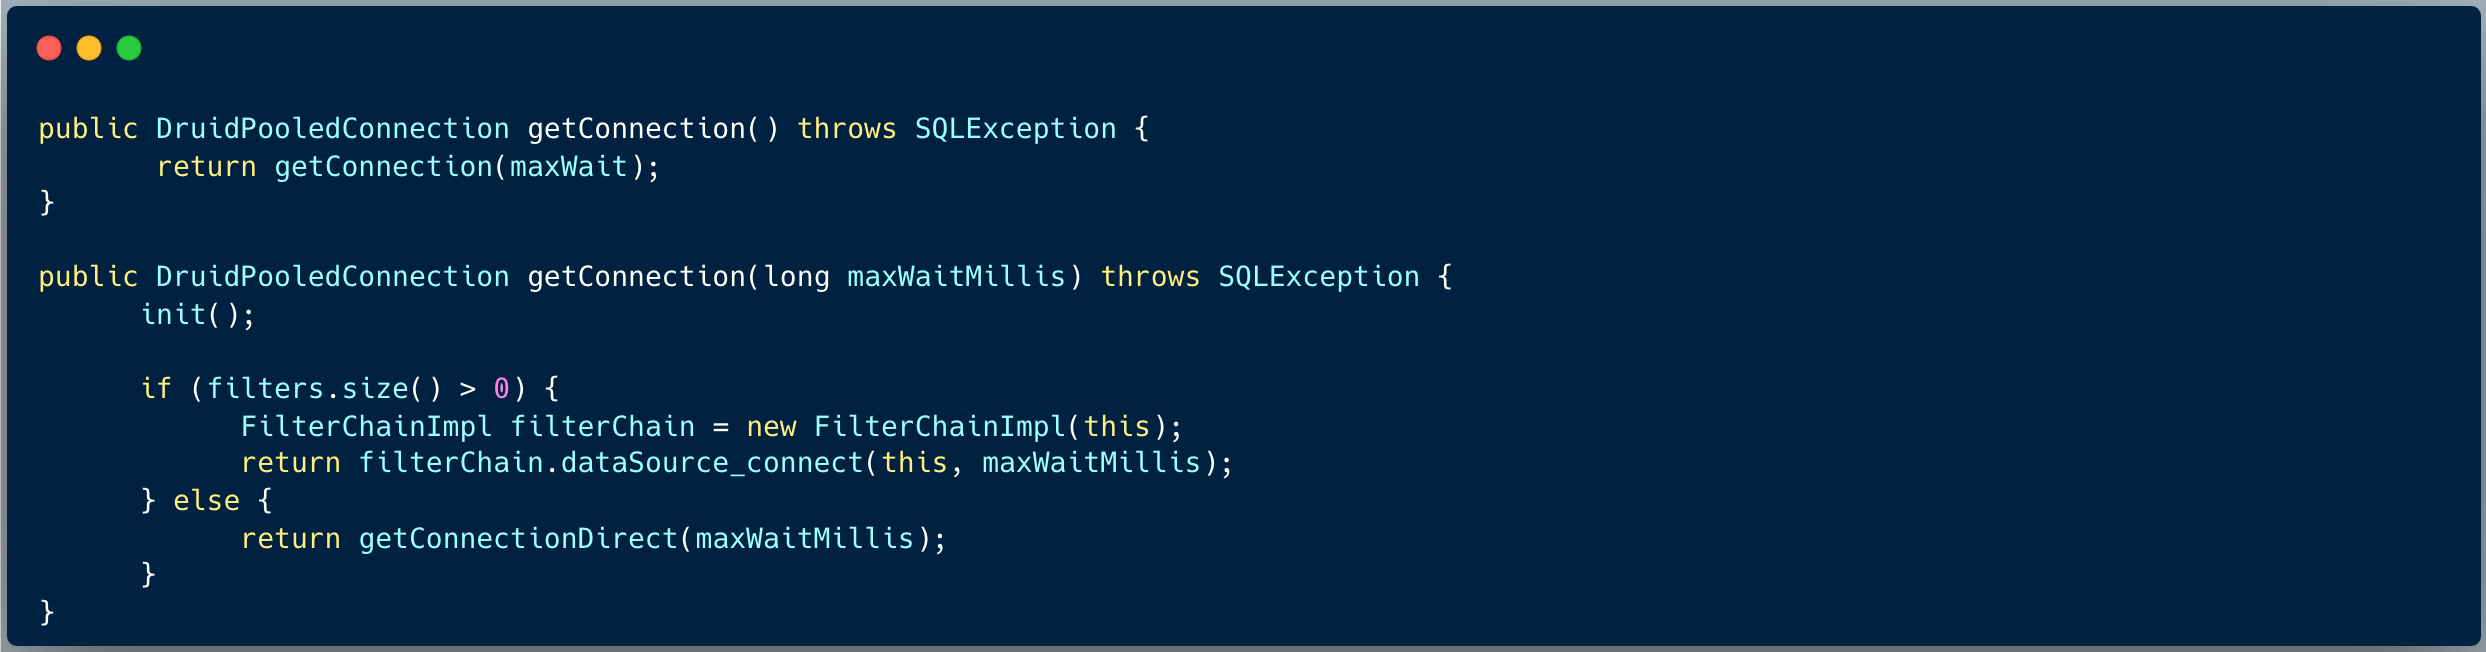 public DruidPooledConnection getConnection() throws SQLException {
       return getConnection(maxWait);
}

public DruidPooledConnection getConnection(long maxWaitMillis) throws SQLException {
      init();

      if (filters.size() > 0) {
            FilterChainImpl filterChain = new FilterChainImpl(this);
            return filterChain.dataSource_connect(this, maxWaitMillis);
      } else {
            return getConnectionDirect(maxWaitMillis);
      }
}